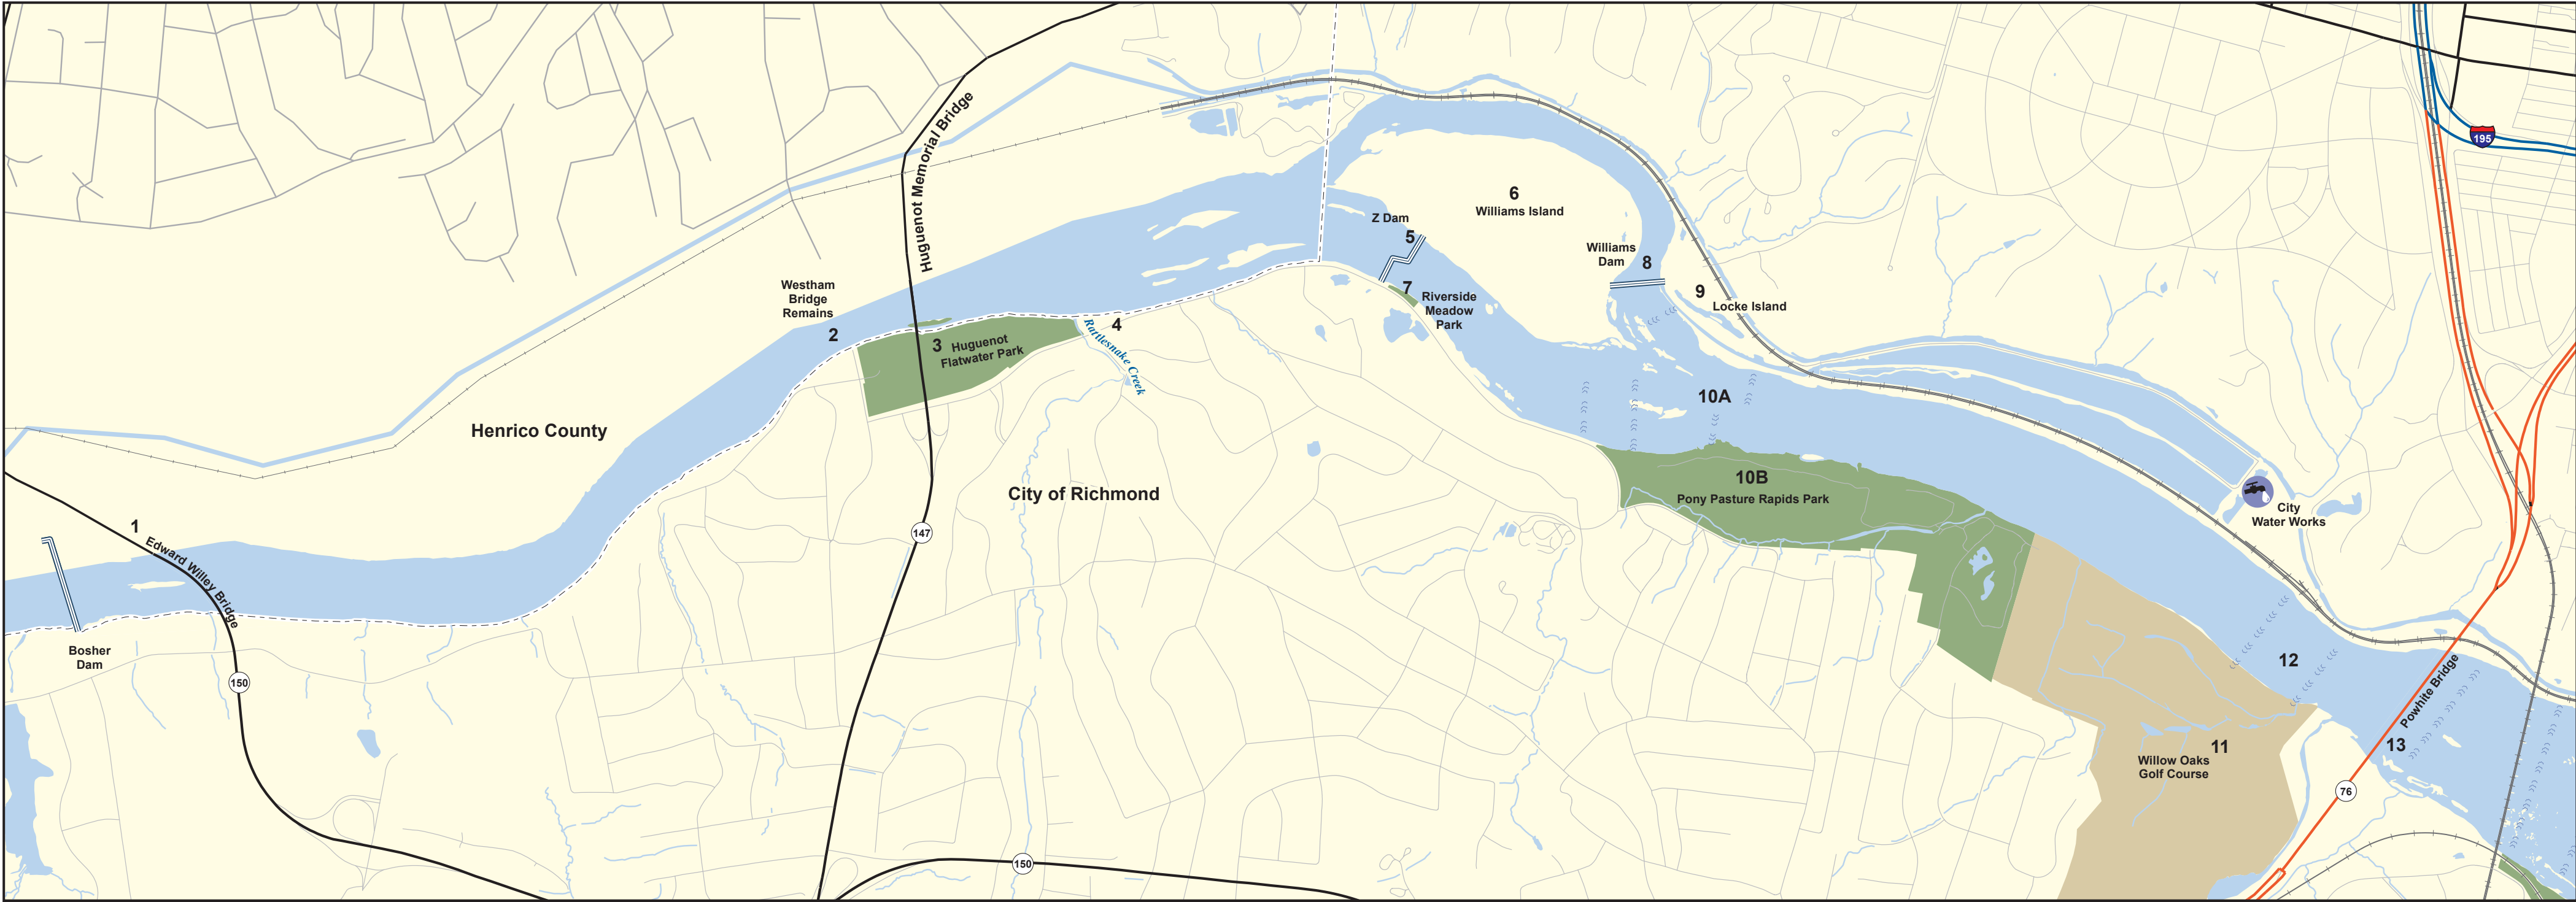 Huguenot Memorial Bridge
195
6
Williams Island
Z Dam
5
Williams
Dam
8
9
Locke Island
7
Riverside
Meadow
Park
Westham
Bridge
Remains
2
3
Huguenot
Flatwater Park
4
Rattlesnake Creek
10A
Henrico County
City of Richmond
10B
Pony Pasture Rapids Park
City
Water Works
1
Edward Willey Bridge
147
Bosher
Dam
150
12
Powhite Bridge
13
11
Willow Oaks
Golf Course
76
150